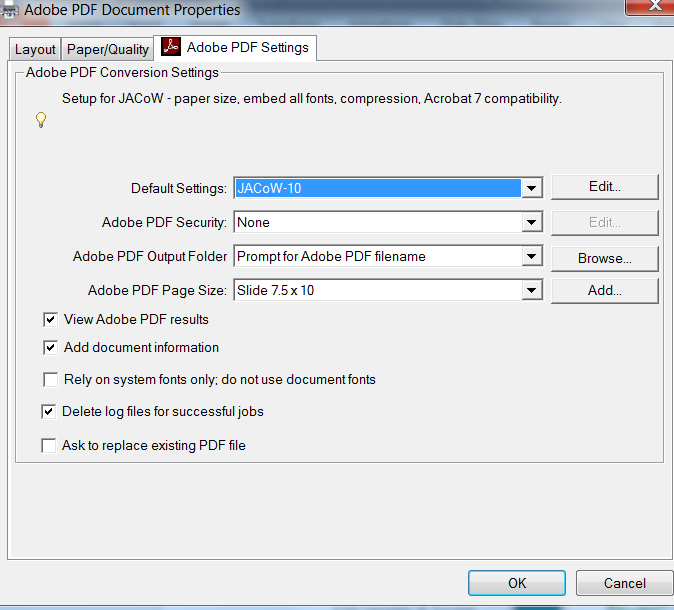 Adobe PDF Document Properties
Layout Paper/Quality Adobe PDF Settings
Adobe PDF Conversion Settings
Setup for JACoW - paper size, embed all fonts, compression, Acrobat 7 compatibility.
Default Settings: JACoW-10 Edit...
Adobe PDF Security: None Edit...
Adobe PDF Output Folder Prompt for Adobe PDF filename Browse...
Adobe PDF Page Size: Slide 7.5 x 10 Add...
View Adobe PDF results
Add document information
Rely on system fonts only; do not use document fonts
Delete log files for successful jobs
Ask to replace existing PDF file
OK Cancel